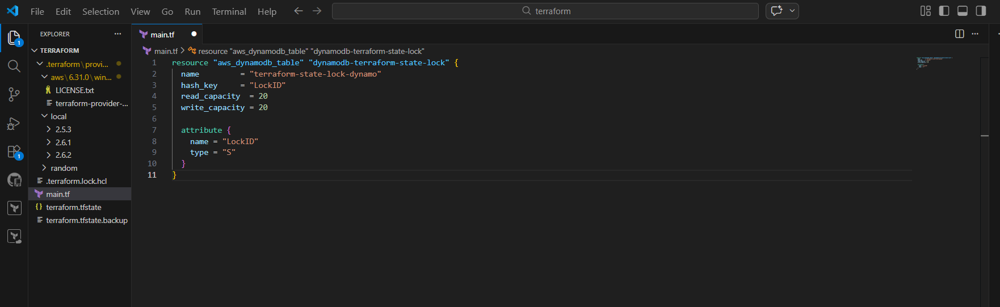 File Edit Selection View Go Run Terminal Help
terraform
EXPLORER
TERRAFORM
.terraform\provi...
aws\6.31.0\win...
LICENSE.txt
terraform-provider-...
local
2.5.3
2.6.1
2.6.2
random
.terraform.lock.hcl
main.tf
terraform.tfstate
terraform.tfstate.backup
1
1
main.tf
main.tf > resource "aws_dynamodb_table" "dynamodb-terraform-state-lock"
1 resource "aws_dynamodb_table" "dynamodb-terraform-state-lock" {
2   name         = "terraform-state-lock-dynamo"
3   hash_key     = "LockID"
4   read_capacity  = 20
5   write_capacity = 20
6
7   attribute {
8     name = "LockID"
9     type = "S"
10   }
11 }